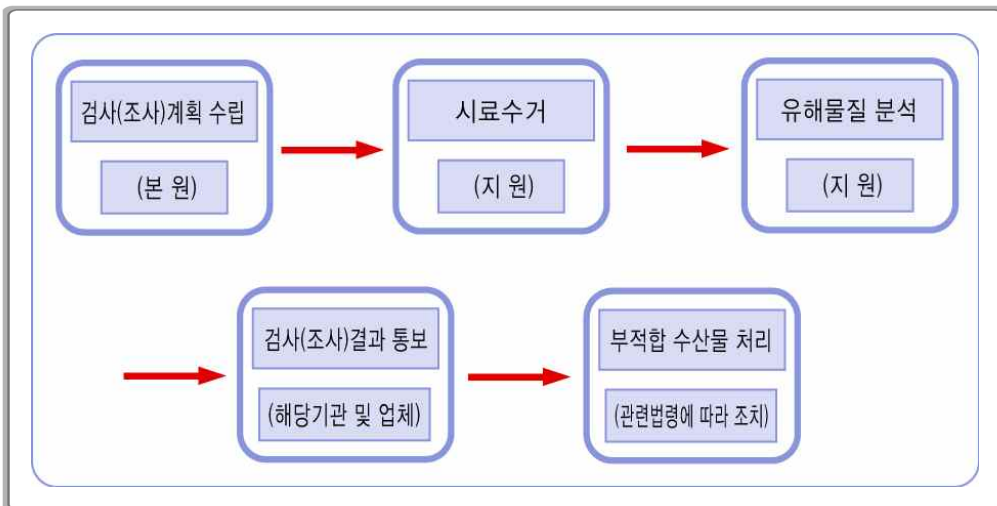 검사(조사)계획 수립
(본 원)
시료수거
(지 원)
유해물질 분석
(지 원)
검사(조사)결과 통보
(해당기관 및 업체)
부적합 수산물 처리
(관련법령에 따라 조치)